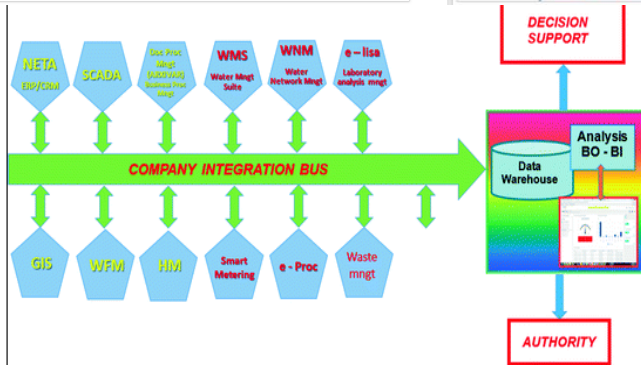 DECISION
SUPPORT
NETA
ERP/CRM
SCADA
Doc Proc
Mngt
(ARXIVAR)
Business Proc
Mngt
WMS
Water Mngt
Suite
WNM
Water
Network Mngt
e – lisa
Laboratory
analysis mngt
COMPANY INTEGRATION BUS
Data
Warehouse
Analysis
BO - BI
GIS
WFM
HM
Smart
Metering
e - Proc
Waste
mngt
AUTHORITY